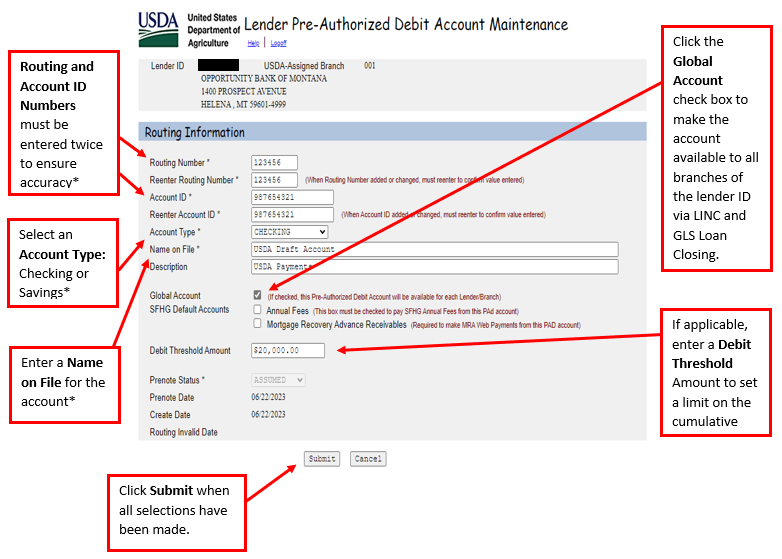 USDA
United States
Department of
Agriculture
Lender Pre-Authorized Debit Account Maintenance
Help | Logoff
Lender ID USDA-Assigned Branch 001
OPPORTUNITY BANK OF MONTANA
1400 PROSPECT AVENUE
HELENA , MT 59601-4999
Routing Information
Routing Number * 123456
Reenter Routing Number * 123456 (When Routing Number added or changed, must reenter to confirm value entered)
Account ID * 987654321
Reenter Account ID * 987654321 (When Account ID added or changed, must reenter to confirm value entered)
Account Type * CHECKING
Name on File * USDA Draft Account
Description USDA Payments
Global Account (If checked, this Pre-Authorized Debit Account will be available for each Lender/Branch)
SFHG Default Accounts Annual Fees (This box must be checked to pay SFHG Annual Fees from this PAd account)
Mortgage Recovery Advance Receivables (Required to make MRA Web Payments from this PAD account)
Debit Threshold Amount $20,000.00
Prenote Status * ASSUMED
Prenote Date 06/22/2023
Create Date 06/22/2023
Routing Invalid Date
Submit Cancel
Routing and
Account ID
Numbers
must be
entered twice
to ensure
accuracy*
Select an
Account Type:
Checking or
Savings*
Enter a Name
on File for the
account*
Click Submit when
all selections have
been made.
Click the
Global
Account
check box to
make the
account
available to all
branches of
the lender ID
via LINC and
GLS Loan
Closing.
If applicable,
enter a Debit
Threshold
Amount to set
a limit on the
cumulative